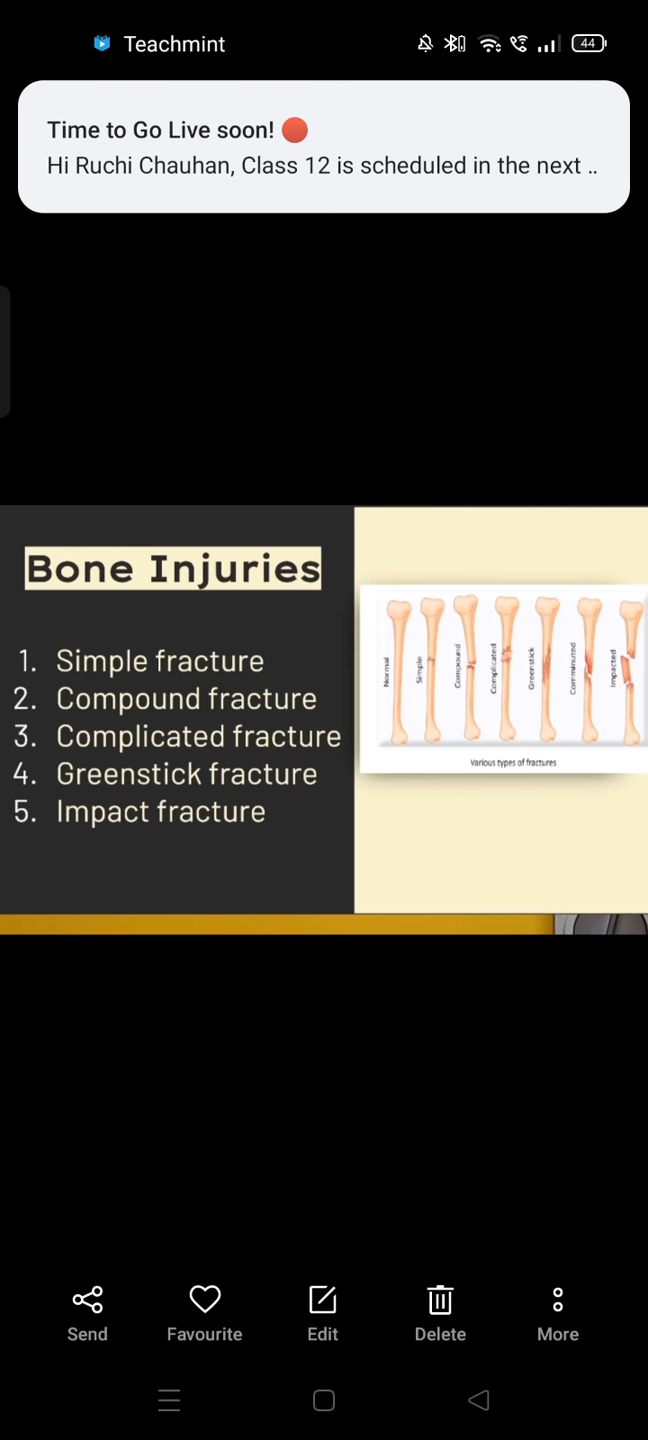 Teachmint
44
Time to Go Live soon!
Hi Ruchi Chauhan, Class 12 is scheduled in the next ..
Bone Injuries
1. Simple fracture
2. Compound fracture
3. Complicated fracture
4. Greenstick fracture
5. Impact fracture
Normal
Simple
Compound
Complicated
Greenstick
Comminuted
Impacted
Various types of fractures
Send Favourite Edit Delete More